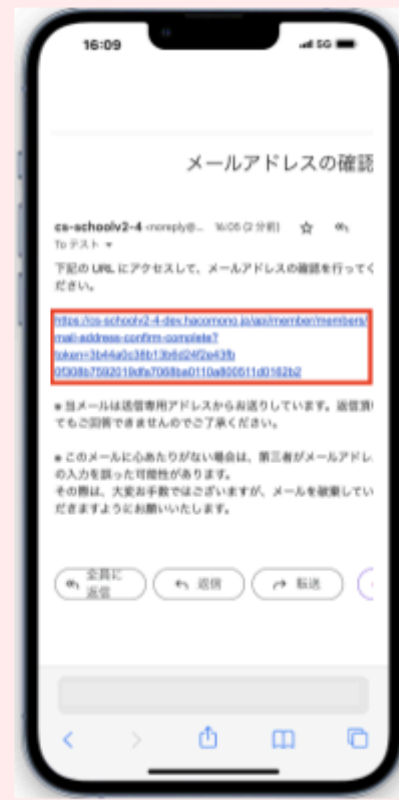 16:09
5G
メールアドレスの確認
cs-schoolv2-4 <noreply@... 16:05 (2 分前)
To テスト
下記の URL にアクセスして、メールアドレスの確認を行ってく
ださい。
https://cs-schoolv2-4-dev.hacomono.jp/api/member/members/
mail-address-confirm-complete?
※ 当メールは送信専用アドレスからお送りしています。返信頂
てもご回答できませんのでご了承ください。
※ このメールに心あたりがない場合は、第三者がメールアドレ
の入力を誤った可能性があります。
その際は、大変お手数ではございますが、メールを破棄してい
だきますようにお願いいたします。
全員に
返信
返信
転送